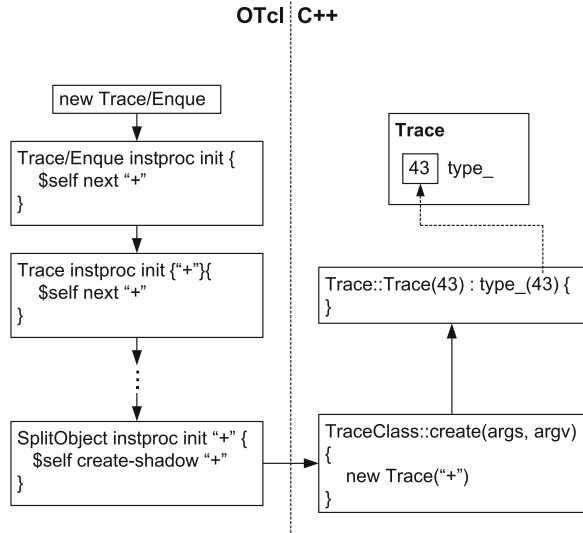 OTcl C++
new Trace/Enque
Trace/Enque instproc init {
$self next “+”
}
Trace instproc init {“+”}{
$self next “+”
}
SplitObject instproc init “+” {
$self create-shadow “+”
}
Trace
43 type_
Trace::Trace(43) : type_(43) {
}
TraceClass::create(args, argv)
{
new Trace(“+”)
}